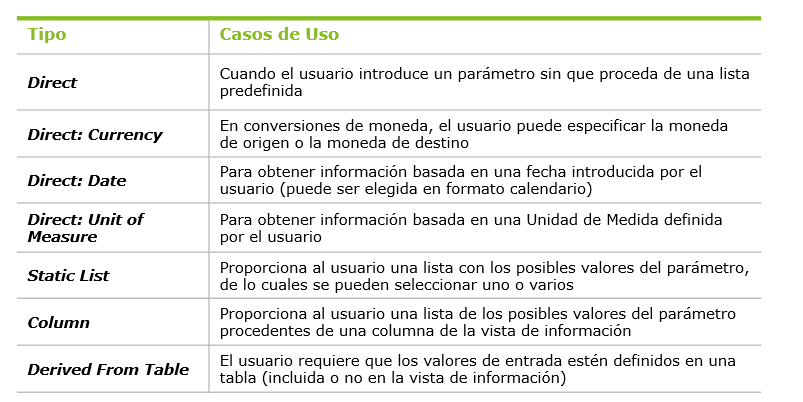 Tipo
Casos de Uso
Direct
Cuando el usuario introduce un parámetro sin que proceda de una lista
predefinida
Direct: Currency
En conversiones de moneda, el usuario puede especificar la moneda
de origen o la moneda de destino
Direct: Date
Para obtener información basada en una fecha introducida por el
usuario (puede ser elegida en formato calendario)
Direct: Unit of
Measure
Para obtener información basada en una Unidad de Medida definida
por el usuario
Static List
Proporciona al usuario una lista con los posibles valores del parámetro,
de lo cuales se pueden seleccionar uno o varios
Column
Proporciona al usuario una lista de los posibles valores del parámetro
procedentes de una columna de la vista de información
Derived From Table
El usuario requiere que los valores de entrada estén definidos en una
tabla (incluida o no en la vista de información)